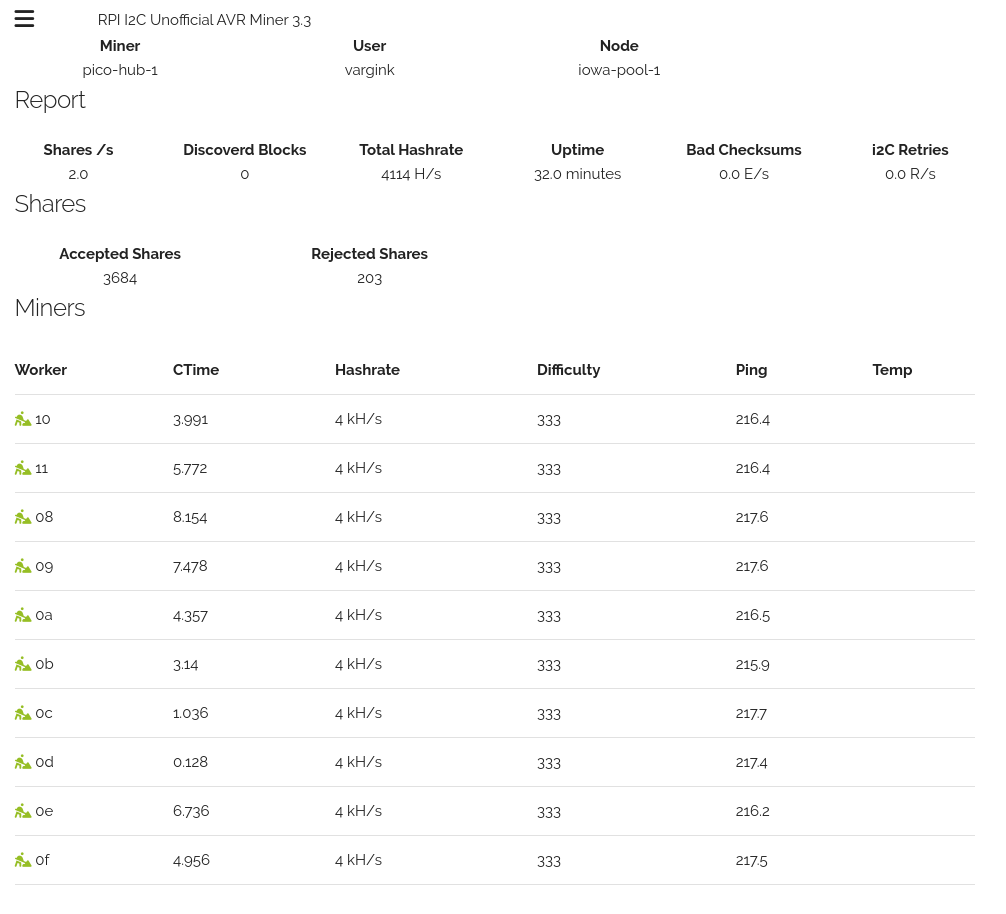 RPI I2C Unofficial AVR Miner 3.3
Miner User Node
pico-hub-1 vargink iowa-pool-1
Report
Shares /s Discoverd Blocks Total Hashrate Uptime Bad Checksums i2C Retries
2.0 0 4114 H/s 32.0 minutes 0.0 E/s 0.0 R/s
Shares
Accepted Shares Rejected Shares
3684 203
Miners
Worker CTime Hashrate Difficulty Ping Temp
10 3.991 4 kH/s 333 216.4
11 5.772 4 kH/s 333 216.4
08 8.154 4 kH/s 333 217.6
09 7.478 4 kH/s 333 217.6
0a 4.357 4 kH/s 333 216.5
0b 3.14 4 kH/s 333 215.9
0c 1.036 4 kH/s 333 217.7
0d 0.128 4 kH/s 333 217.4
0e 6.736 4 kH/s 333 216.2
0f 4.956 4 kH/s 333 217.5